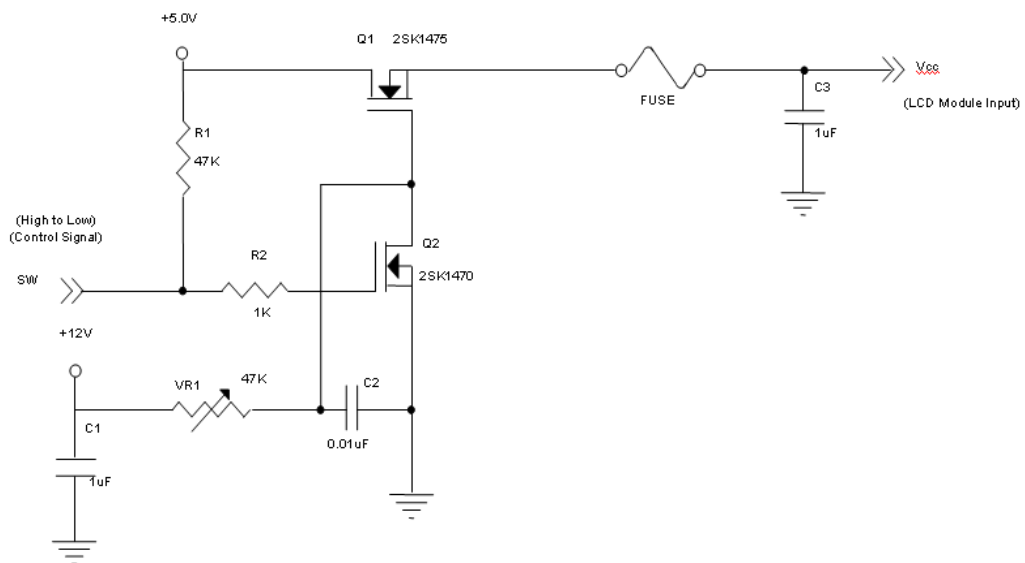 +5.0V
Q1 2SK1475
Vcc
FUSE
C3
(LCD Module Input)
R1
1uF
47K
(High to Low)
(Control Signal)
Q2
R2
SW
2SK1470
1K
+12V
VR1
47K
C2
C1
0.01uF
1uF